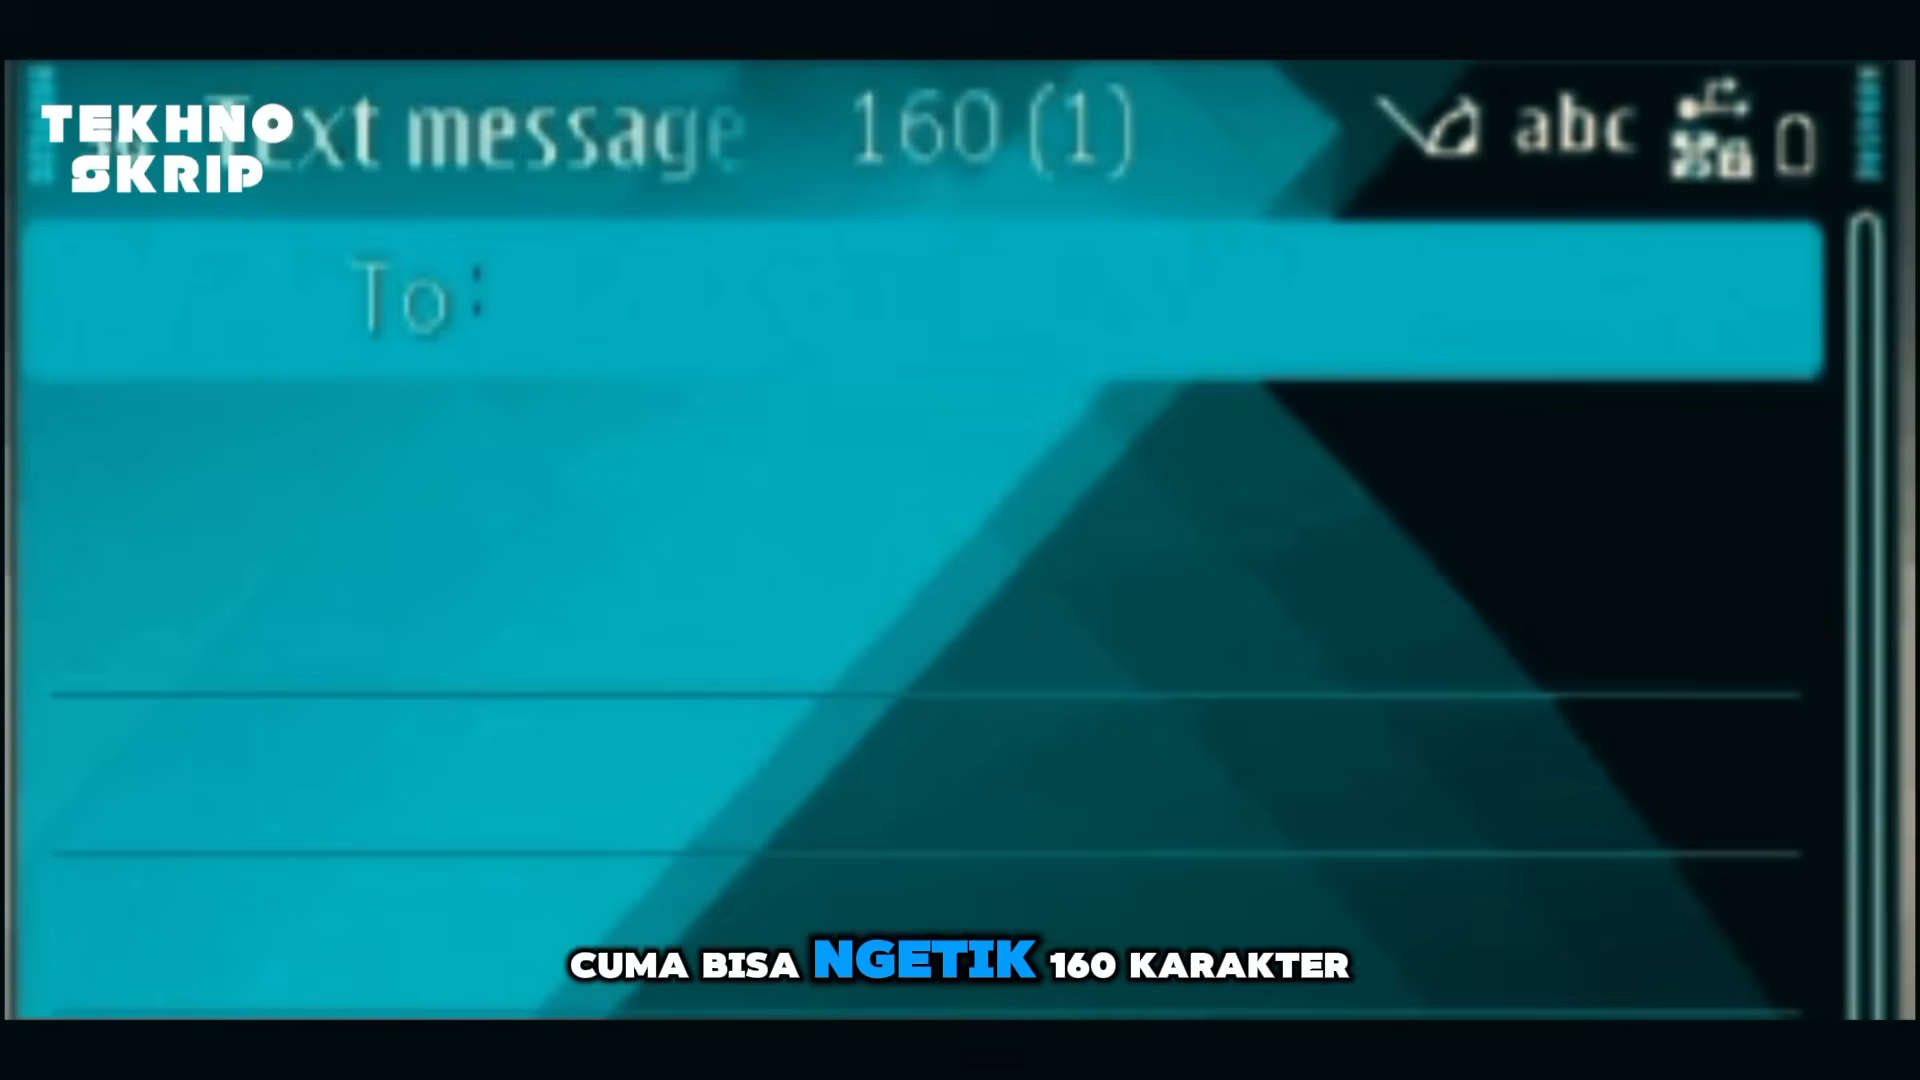 TEKHNO
SKRIP
Text message 160 (1) abc
To:
CUMA BISA NGETIK 160 KARAKTER